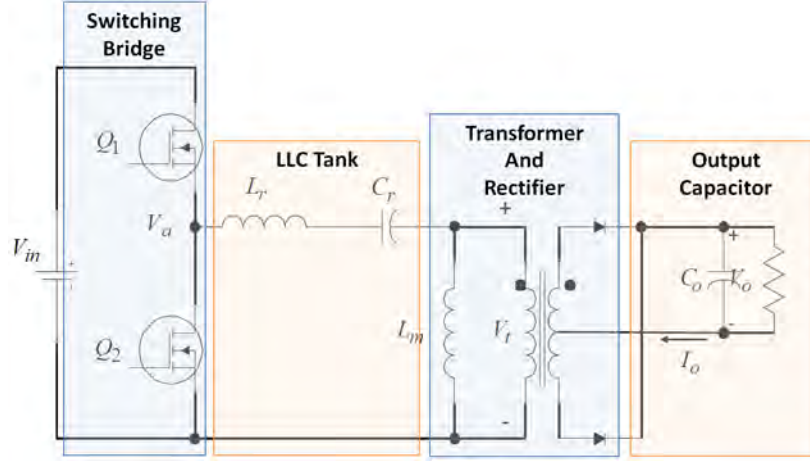 Switching
Bridge
LLC Tank
Transformer
And
Rectifier
Output
Capacitor
Q1
Lr
Cr
+
+
Va
Vin
+
Co
Vo
Q2
Lm
Vt
-
Io
-